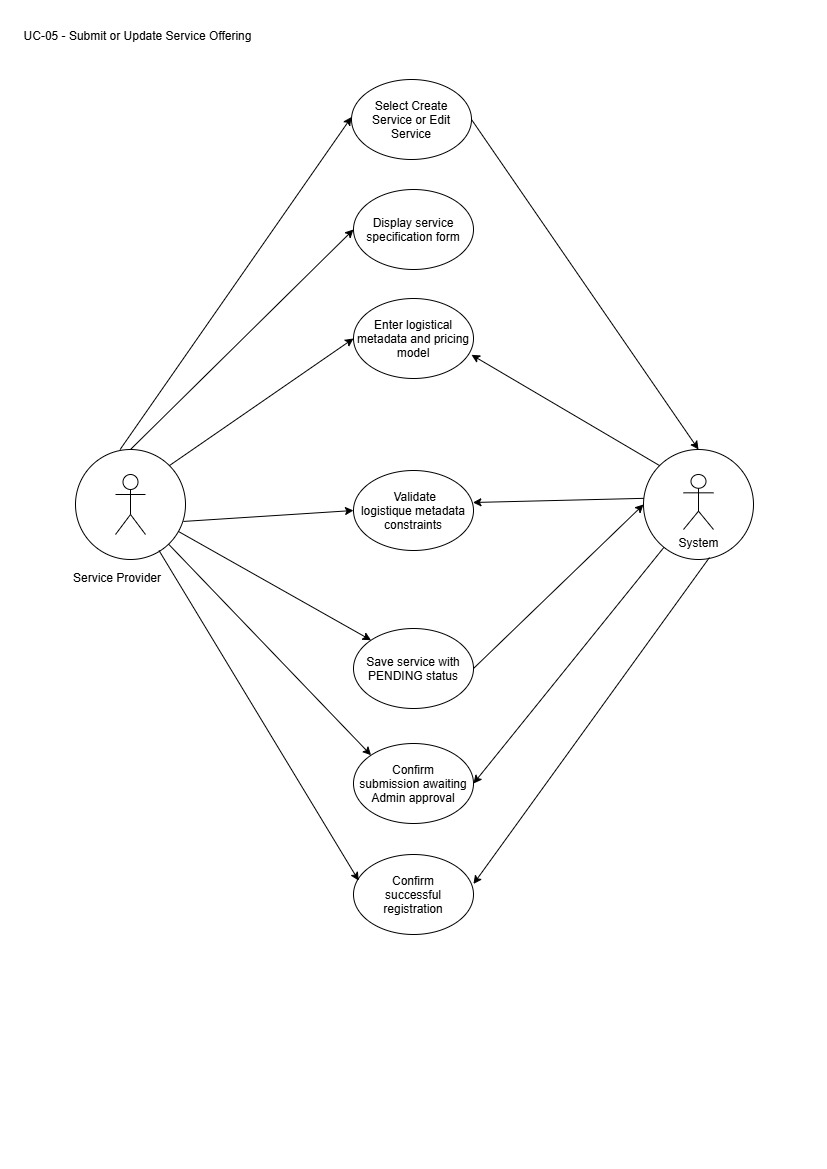 UC-05 - Submit or Update Service Offering
Select Create
Service or Edit
Service
Display service
specification form
Enter logistical
metadata and pricing
model
Validate
logistique metadata
constraints
System
Service Provider
Save service with
PENDING status
Confirm
submission awaiting
Admin approval
Confirm
successful
registration